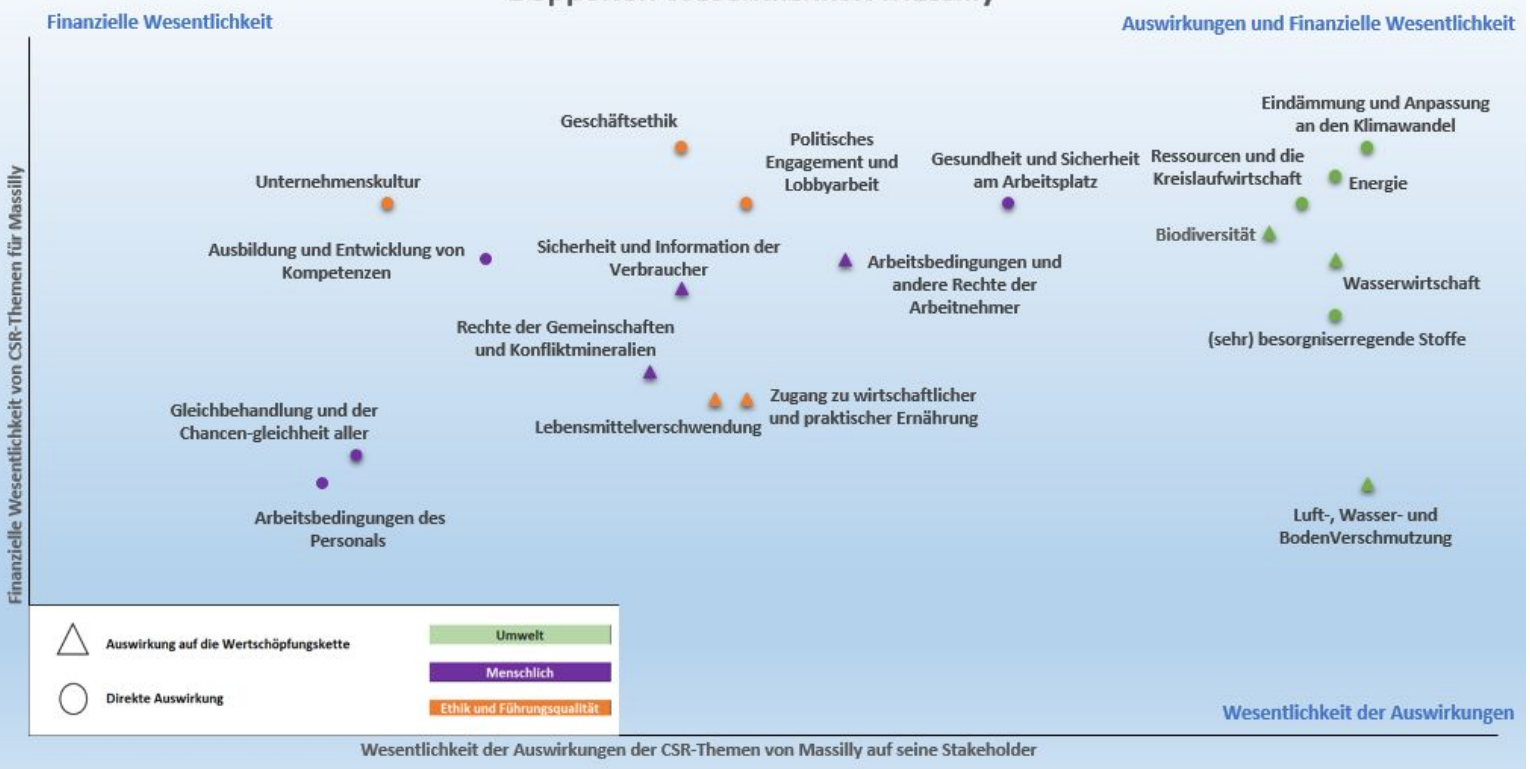 Finanzielle Wesentlichkeit
Auswirkungen und Finanzielle Wesentlichkeit
Finanzielle Wesentlichkeit von CSR-Themen für Massilly
Eindämmung und Anpassung
an den Klimawandel
Geschäftsethik
Politisches
Engagement und
Lobbyarbeit
Gesundheit und Sicherheit
am Arbeitsplatz
Ressourcen und die
Kreislaufwirtschaft
Energie
Unternehmenskultur
Biodiversität
Ausbildung und Entwicklung von
Kompetenzen
Sicherheit und Information der
Verbraucher
Arbeitsbedingungen und
andere Rechte der
Arbeitnehmer
Wasserwirtschaft
Rechte der Gemeinschaften
und Konfliktmineralien
(sehr) besorgniserregende Stoffe
Gleichbehandlung und der
Chancen-gleichheit aller
Lebensmittelverschwendung
Zugang zu wirtschaftlicher
und praktischer Ernährung
Arbeitsbedingungen des
Personals
Luft-, Wasser- und
BodenVerschmutzung
Auswirkung auf die Wertschöpfungskette
Direkte Auswirkung
Umwelt
Menschlich
Ethik und Führungsqualität
Wesentlichkeit der Auswirkungen
Wesentlichkeit der Auswirkungen der CSR-Themen von Massilly auf seine Stakeholder